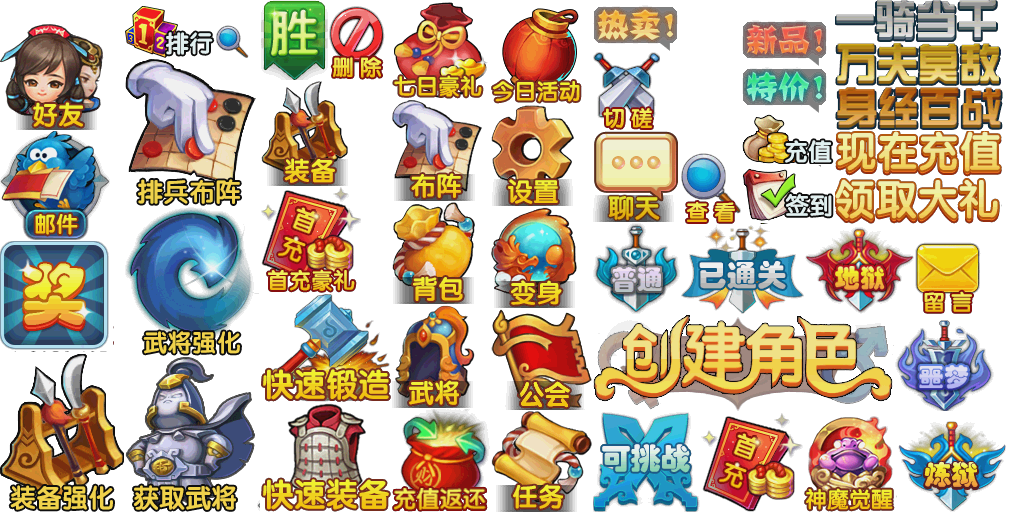 好友
邮件
奖
装备强化
1
2
3
排行
排兵布阵
武将强化
获取武将
胜
删除
装备
首
充
首充豪礼
快速锻造
快速装备
七日豪礼
布阵
背包
武将
充值返还
今日活动
设置
变身
公会
任务
热卖!
切磋
聊天
查看
普通
已通关
地狱
留言
创建角色
噩梦
可挑战
首
充
神魔觉醒
炼狱
新品!
特价!
充值
签到
一骑当千
万夫莫敌
身经百战
现在充值
领取大礼